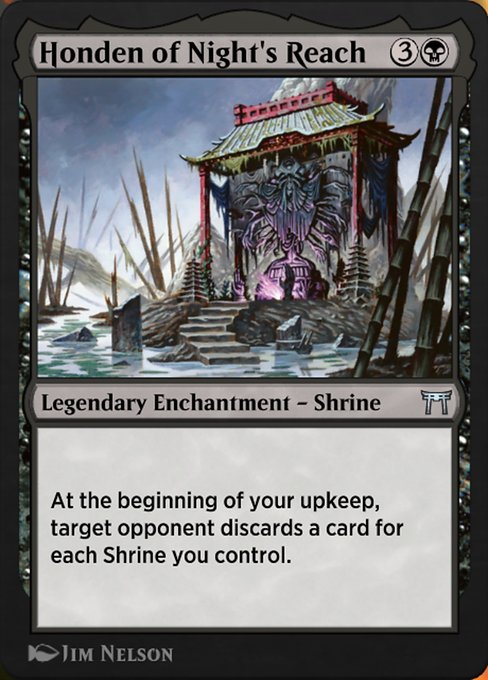 Honden of Night's Reach 3
Legendary Enchantment – Shrine
At the beginning of your upkeep,
target opponent discards a card for
each Shrine you control.
Jim Nelson